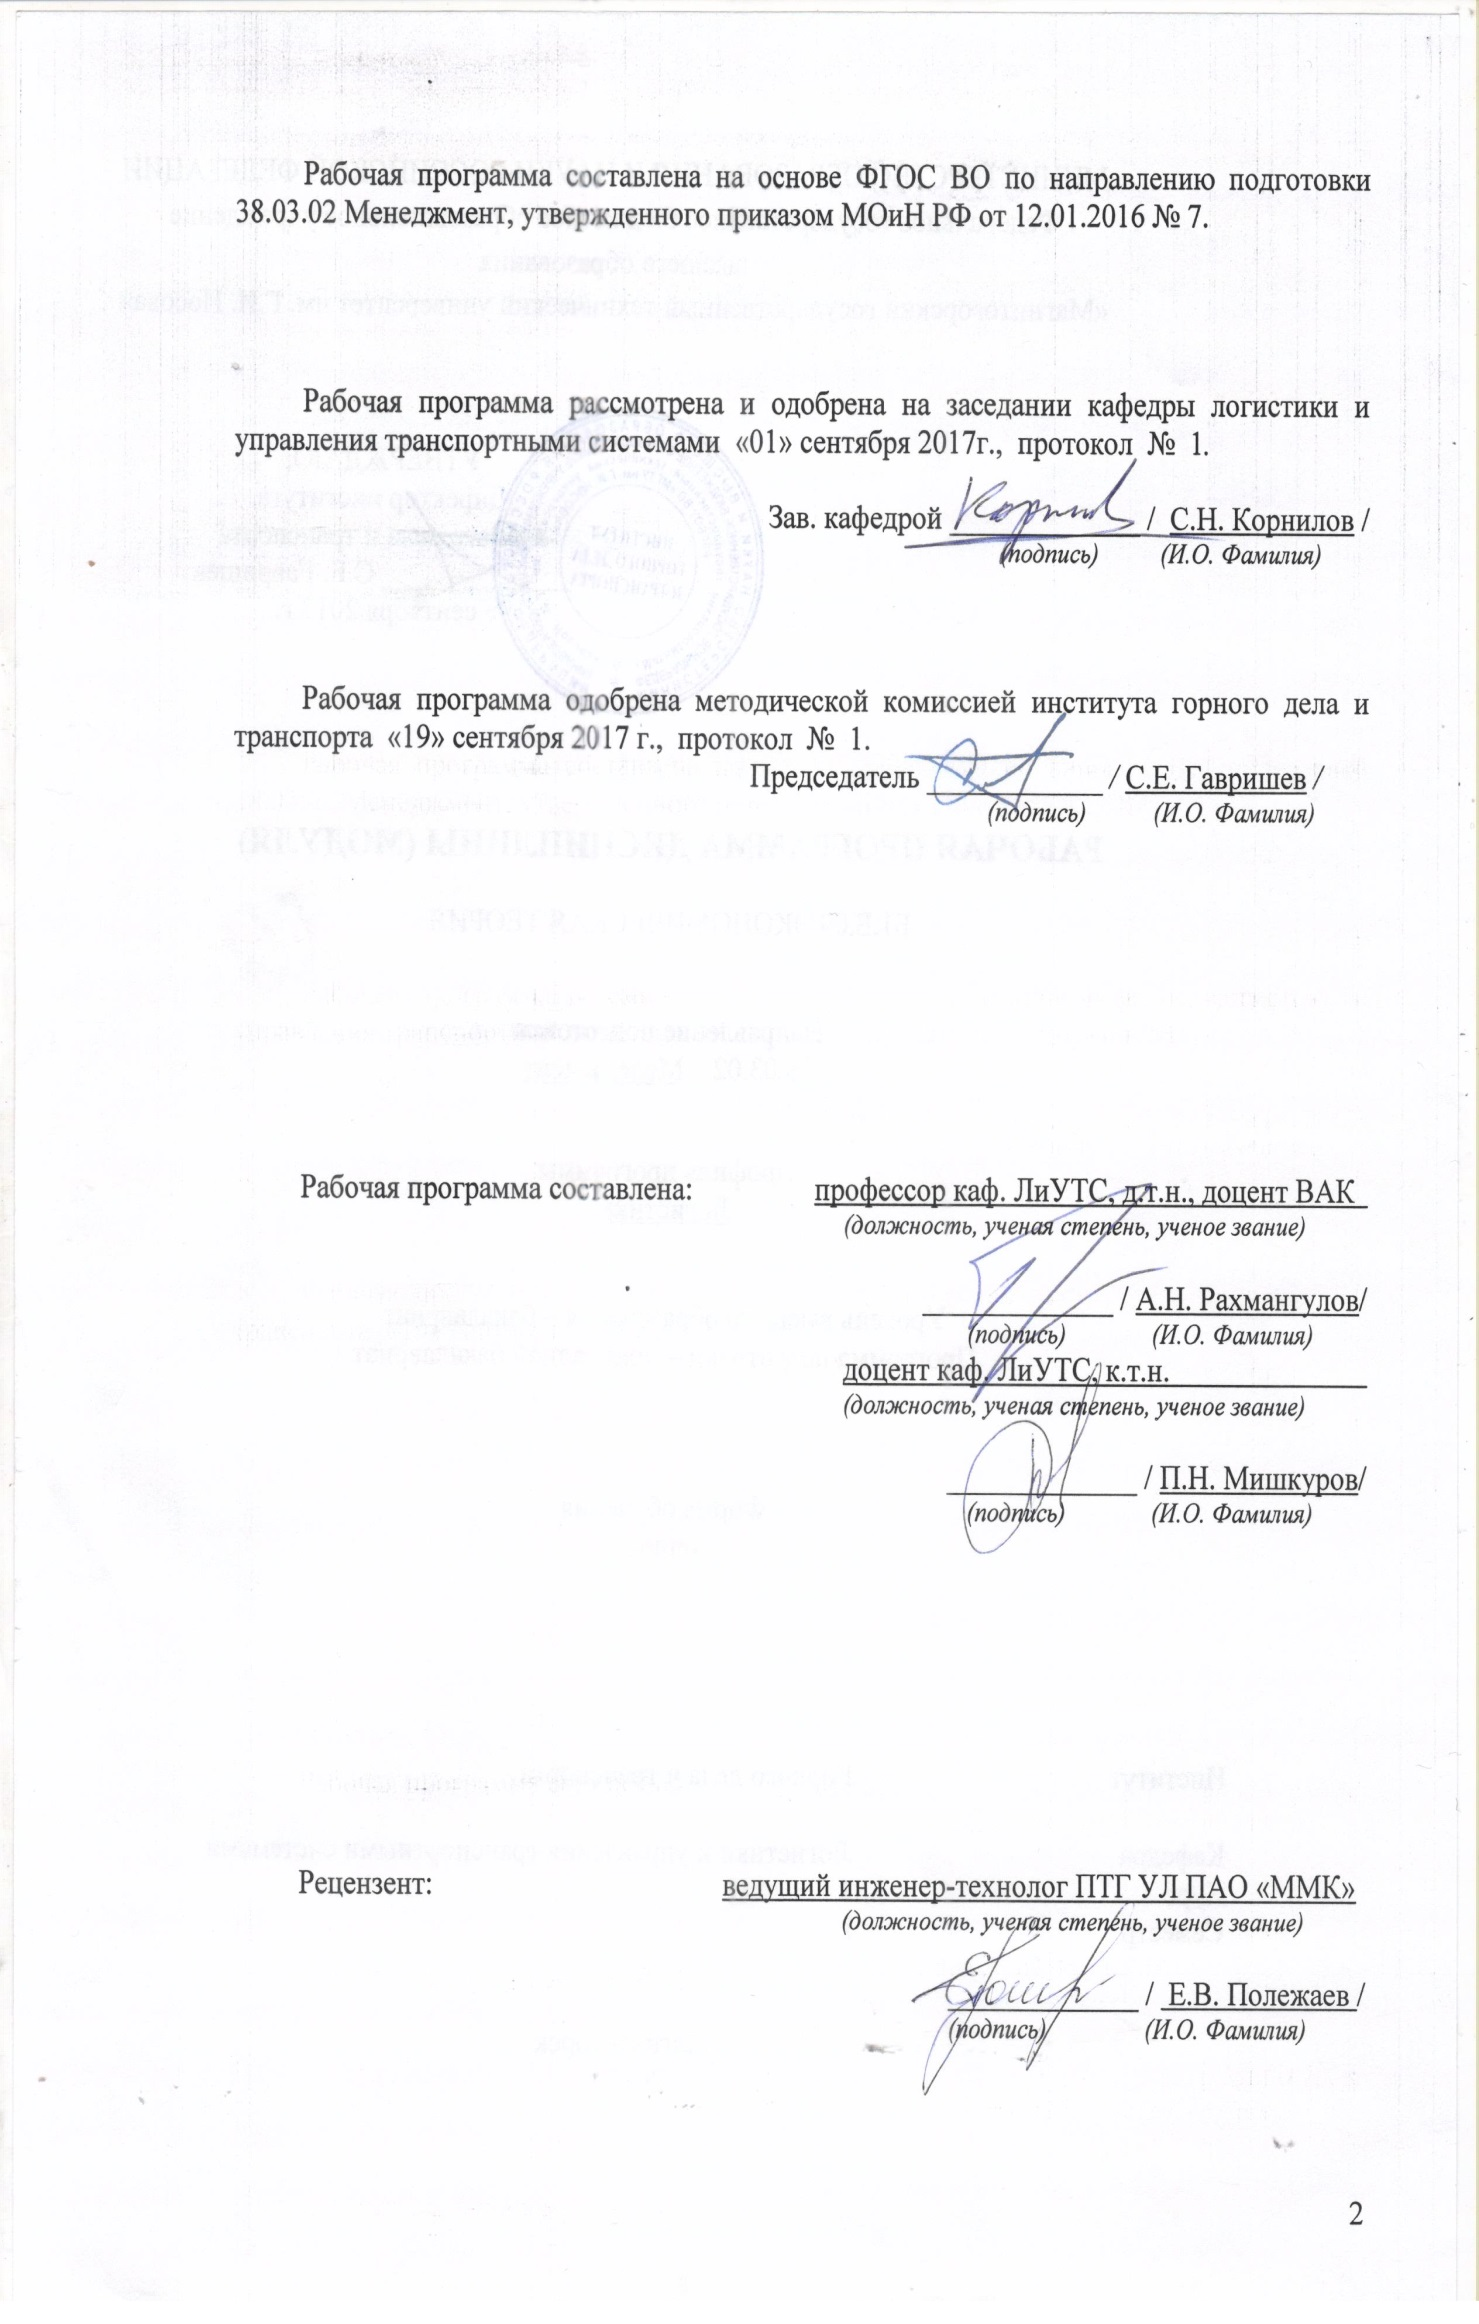 Рабочая программа составлена на основе ФГОС ВО по направлению подготовки
38.03.02 Менеджмент, утвержденного приказом МОиН РФ от 12.01.2016 № 7.
Рабочая программа рассмотрена и одобрена на заседании кафедры логистики и
управления транспортными системами «01» сентября 2017г., протокол № 1.
Зав. кафедрой ____________ / С.Н. Корнилов /
(подпись) (И.О. Фамилия)
Рабочая программа одобрена методической комиссией института горного дела и
транспорта «19» сентября 2017 г., протокол № 1.
Председатель ____________ / С.Е. Гавришев /
(подпись) (И.О. Фамилия)
Рабочая программа составлена: профессор каф. ЛиУТС, д.т.н., доцент ВАК
(должность, ученая степень, ученое звание)
____________ / А.Н. Рахмангулов/
(подпись) (И.О. Фамилия)
доцент каф. ЛиУТС, к.т.н.
(должность, ученая степень, ученое звание)
____________ / П.Н. Мишкуров/
(подпись) (И.О. Фамилия)
Рецензент: ведущий инженер-технолог ПТГ УЛ ПАО «ММК»
(должность, ученая степень, ученое звание)
____________ / Е.В. Полежаев /
(подпись) (И.О. Фамилия)
2